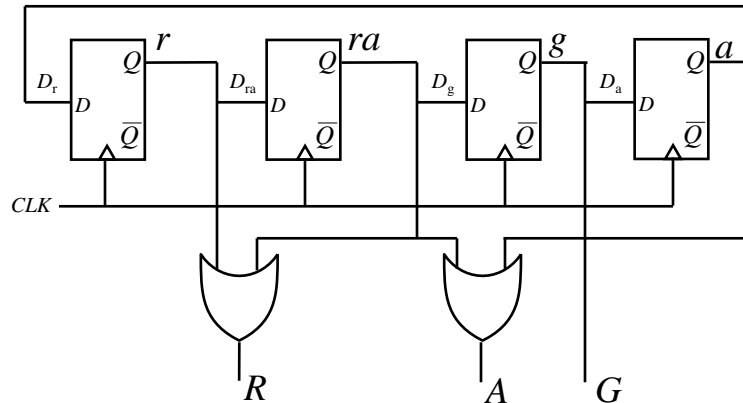 r ra g a
Q Q Q Q
D_r D_ra D_g D_a
D D D D
Q̅ Q̅ Q̅ Q̅
CLK
R A G